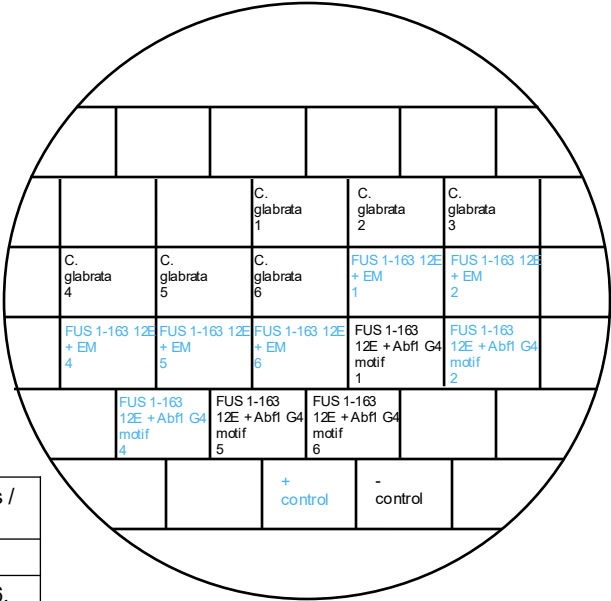 C. glabrata 1
C. glabrata 2
C. glabrata 3
C. glabrata 4
C. glabrata 5
C. glabrata 6
FUS 1-163 12E + EM 1
FUS 1-163 12E + EM 2
FUS 1-163 12E + EM 4
FUS 1-163 12E + EM 5
FUS 1-163 12E + EM 6
FUS 1-163 12E + Abf1 G4 motif 1
FUS 1-163 12E + Abf1 G4 motif 2
FUS 1-163 12E + Abf1 G4 motif 4
FUS 1-163 12E + Abf1 G4 motif 5
FUS 1-163 12E + Abf1 G4 motif 6
+ control
- control
s /
6.